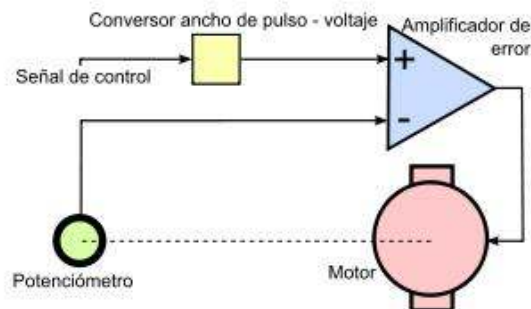 Conversor ancho de pulso - voltaje
Amplificador de
error
Señal de control
+
-
Potenciómetro
Motor